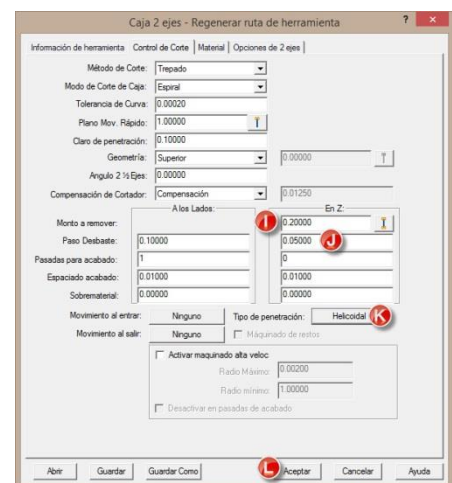 Caja 2 ejes - Regenerar ruta de herramienta ? ×
Información de herramienta Control de Corte Material Opciones de 2 ejes
Método de Corte: Trepado
Modo de Corte de Caja: Espiral
Tolerancia de Curva: 0.00020
Plano Mov. Rápido: 1.00000
Claro de penetración: 0.10000
Geometría: Superior 0.00000
Angulo 2 ½ Ejes: 0.00000
Compensación de Cortador: Compensación 0.01250
A los Lados: En Z:
Monto a remover: I 0.20000
Paso Desbaste: 0.10000 0.05000 J
Pasadas para acabado: 1 0
Espaciado acabado: 0.01000 0.01000
Sobrematerial: 0.00000 0.00000
Movimiento al entrar: Ninguno Tipo de penetración: Helicoidal K
Movimiento al salir: Ninguno Máquinado de restos
Activar maquinado alta veloc
Radio Máximo: 0.00200
Radio mínimo: 1.00000
Desactivar en pasadas de acabado
Abrir Guardar Guardar Como L Aceptar Cancelar Ayuda